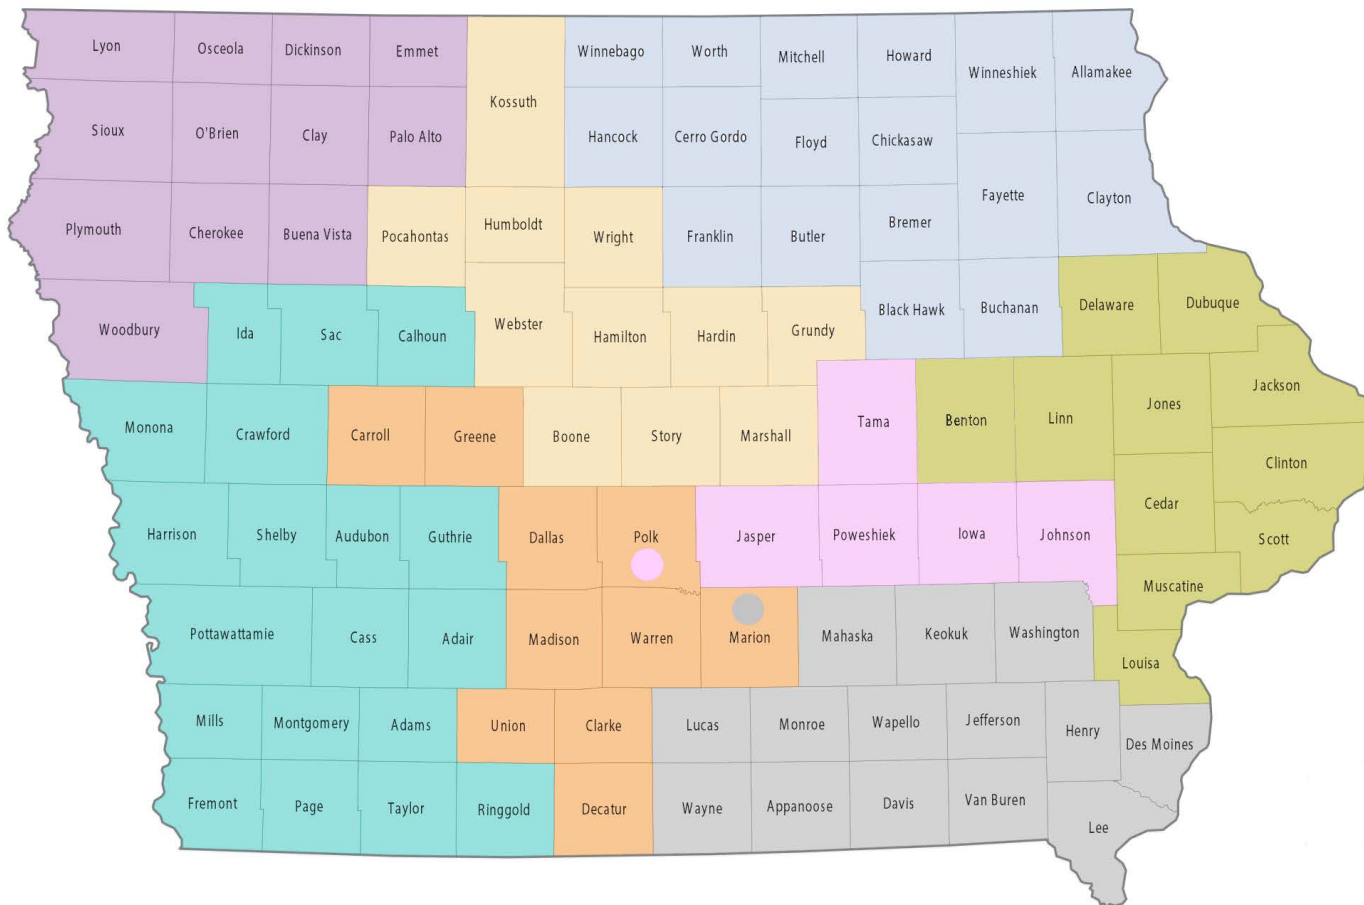 Lyon
Osceola
Dickinson
Emmet
Kossuth
Winnebago
Worth
Mitchell
Howard
Winneshiek
Allamakee
Sioux
O'Brien
Clay
Palo Alto
Hancock
Cerro Gordo
Floyd
Chickasaw
Fayette
Clayton
Plymouth
Cherokee
Buena Vista
Pocahontas
Humboldt
Wright
Franklin
Butler
Bremer
Woodbury
Ida
Sac
Calhoun
Webster
Hamilton
Hardin
Grundy
Black Hawk
Buchanan
Delaware
Dubuque
Monona
Crawford
Carroll
Greene
Boone
Story
Marshall
Tama
Benton
Linn
Jones
Jackson
Clinton
Harrison
Shelby
Audubon
Guthrie
Dallas
Polk
Jasper
Poweshiek
Iowa
Johnson
Cedar
Scott
Muscatine
Pottawattamie
Cass
Adair
Madison
Warren
Marion
Mahaska
Keokuk
Washington
Louisa
Mills
Montgomery
Adams
Union
Clarke
Lucas
Monroe
Wapello
Jefferson
Henry
Des Moines
Fremont
Page
Taylor
Ringgold
Decatur
Wayne
Appanoose
Davis
Van Buren
Lee